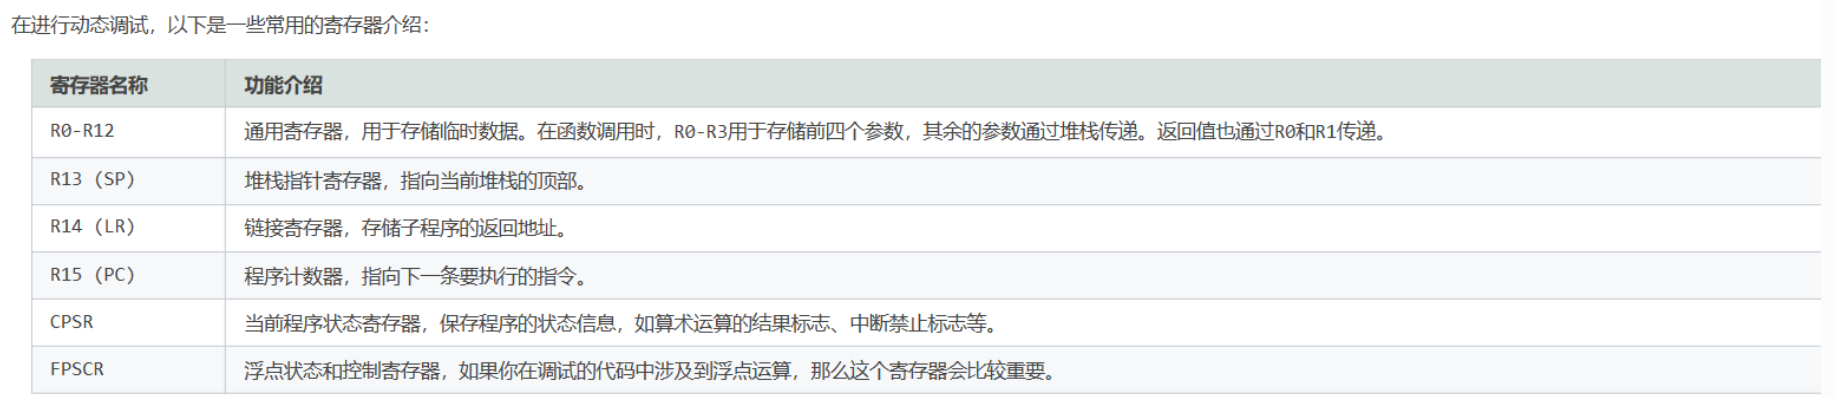 在进行动态调试，以下是一些常用的寄存器介绍：
寄存器名称 功能介绍
R0-R12 通用寄存器，用于存储临时数据。在函数调用时，R0-R3用于存储前四个参数，其余的参数通过堆栈传递。返回值也通过R0和R1传递。
R13 (SP) 堆栈指针寄存器，指向当前堆栈的顶部。
R14 (LR) 链接寄存器，存储子程序的返回地址。
R15 (PC) 程序计数器，指向下一条要执行的指令。
CPSR 当前程序状态寄存器，保存程序的状态信息，如算术运算的结果标志、中断禁止标志等。
FPSCR 浮点状态和控制寄存器，如果你在调试的代码中涉及到浮点运算，那么这个寄存器会比较重要。